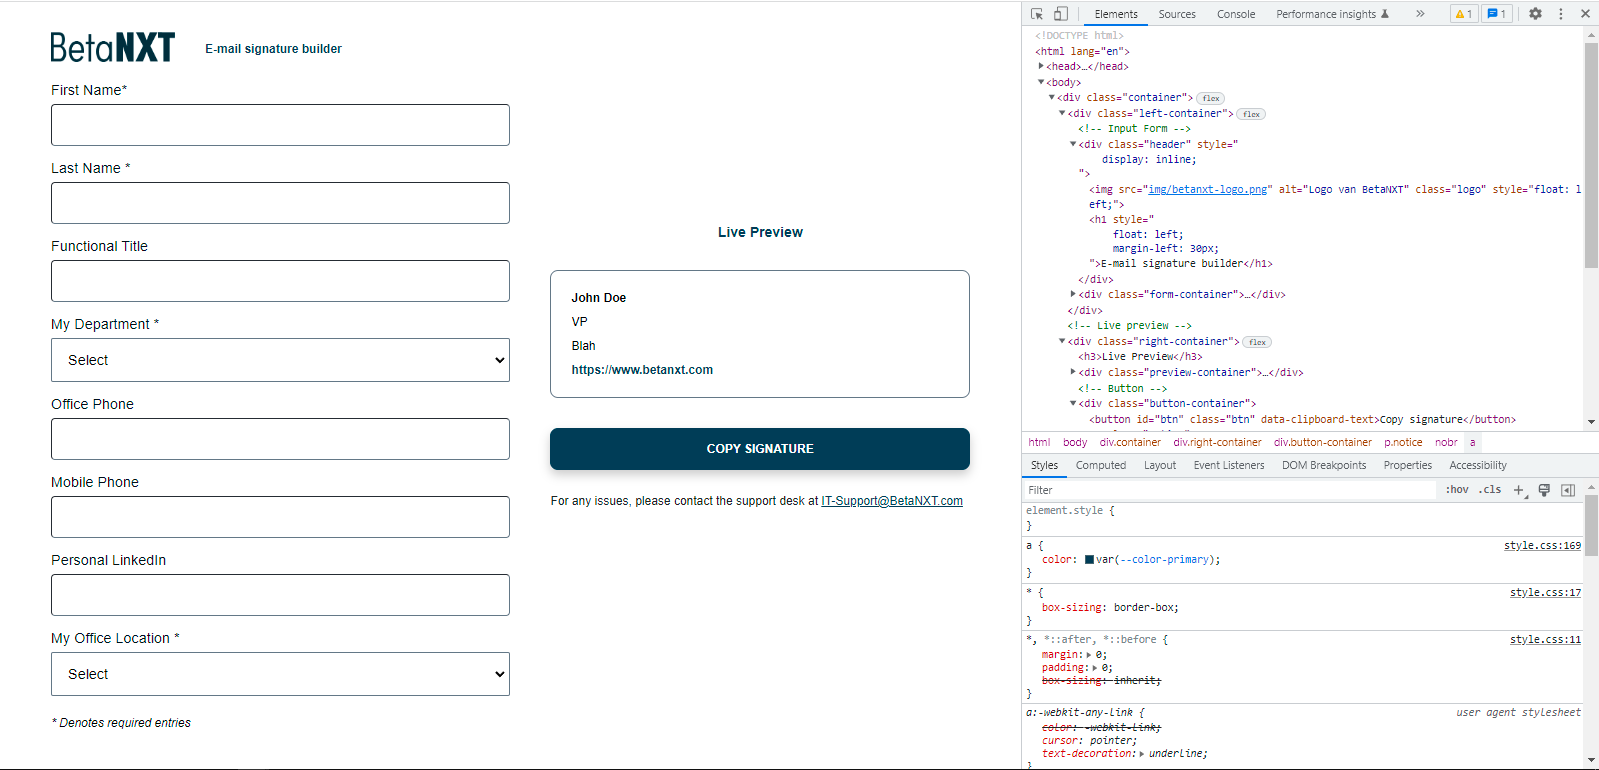 BetaNXT
E-mail signature builder
First Name*
Last Name *
Functional Title
My Department *
Select
Office Phone
Mobile Phone
Personal LinkedIn
My Office Location *
Select
* Denotes required entries
Live Preview
John Doe
VP
Blah
https://www.betanxt.com
COPY SIGNATURE
For any issues, please contact the support desk at IT-Support@BetaNXT.com
Elements Sources Console Performance insights » 1 1
<!DOCTYPE html>
<html lang="en">
<head>…</head>
<body>
<div class="container"> flex
<div class="left-container"> flex
<!-- Input Form -->
<div class="header" style="
display: inline;
">
<img src="img/betanxt-logo.png" alt="Logo van BetaNXT" class="logo" style="float: l
eft;">
<h1 style="
float: left;
margin-left: 30px;
">E-mail signature builder</h1>
</div>
<div class="form-container">…</div>
</div>
<!-- Live preview -->
<div class="right-container"> flex
<h3>Live Preview</h3>
<div class="preview-container">…</div>
<!-- Button -->
<div class="button-container">
<button id="btn" class="btn" data-clipboard-text>Copy signature</button>
html body div.container div.right-container div.button-container p.notice nobr a
Styles Computed Layout Event Listeners DOM Breakpoints Properties Accessibility
Filter :hov .cls
element.style {
}
a { style.css:169
color: var(--color-primary);
}
* { style.css:17
box-sizing: border-box;
}
*, *::after, *::before { style.css:11
margin: 0;
padding: 0;
box-sizing: inherit;
}
a:-webkit-any-link { user agent stylesheet
color: -webkit-link;
cursor: pointer;
text-decoration: underline;
}